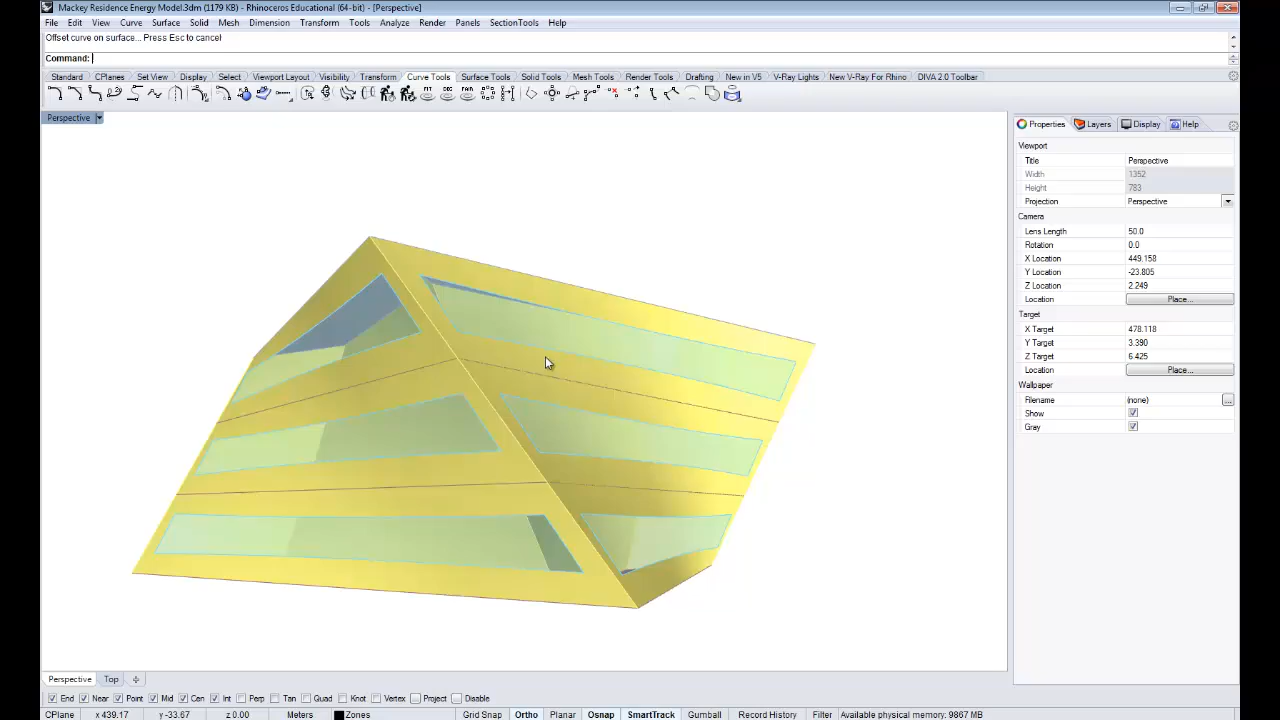 Mackey Residence Energy Model.3dm (1179 KB) - Rhinoceros Educational (64-bit) - [Perspective]
File Edit View Curve Surface Solid Mesh Dimension Transform Tools Analyze Render Panels SectionTools Help
Offset curve on surface... Press Esc to cancel
Command:
Standard CPlanes Set View Display Select Viewport Layout Visibility Transform Curve Tools Surface Tools Solid Tools Mesh Tools Render Tools Drafting New in V5 V-Ray Lights New V-Ray For Rhino DIVA 2.0 Toolbar
Perspective
Properties Layers Display Help
Viewport
Title Perspective
Width 1352
Height 783
Projection Perspective
Camera
Lens Length 50.0
Rotation 0.0
X Location 449.158
Y Location -23.805
Z Location 2.249
Location Place...
Target
X Target 478.118
Y Target 3.390
Z Target 6.425
Location Place...
Wallpaper
Filename (none) ...
Show
Gray
Perspective Top
End Near Point Mid Cen Int Perp Tan Quad Knot Vertex Project Disable
CPlane x 439.17 y -33.67 z 0.00 Meters Zones Grid Snap Ortho Planar Osnap SmartTrack Gumball Record History Filter Available physical memory: 9867 MB